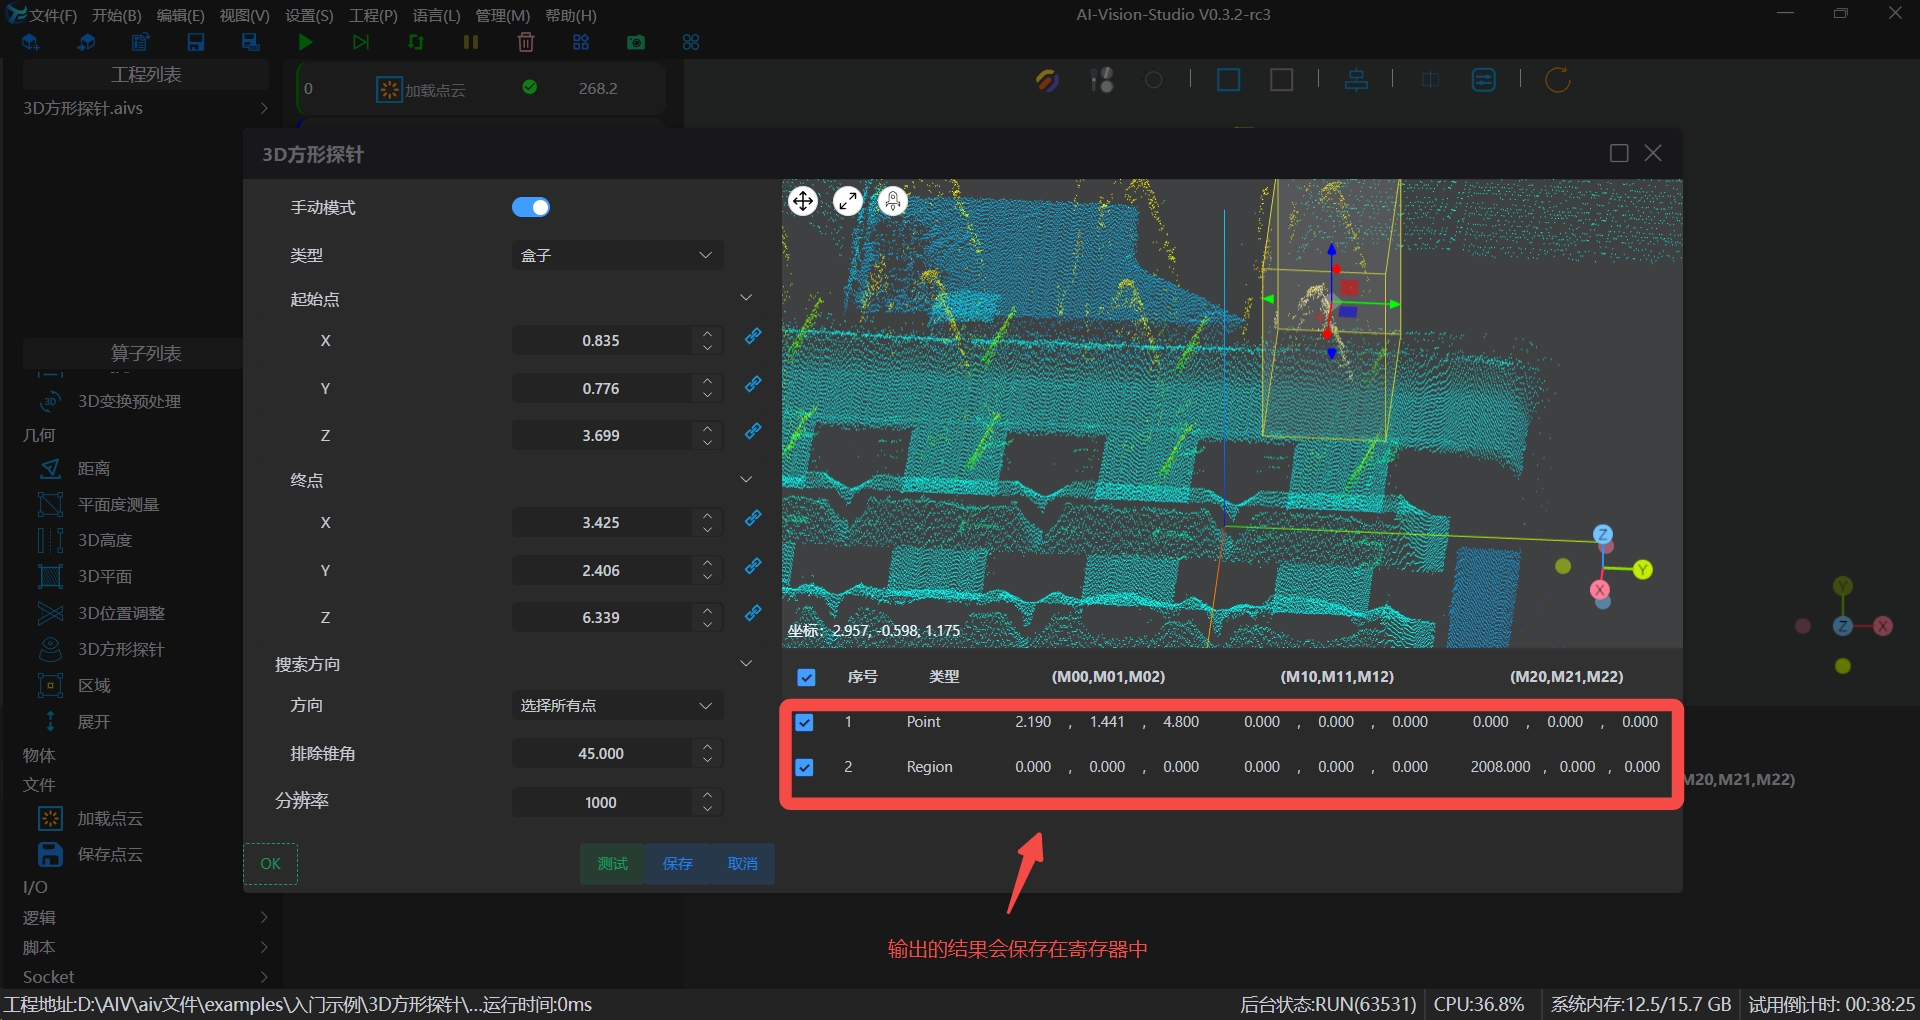 文件(F) 开始(B) 编辑(E) 视图(V) 设置(S) 工程(P) 语言(L) 管理(M) 帮助(H)
AI-Vision-Studio V0.3.2-rc3
工程列表
3D方形探针.aivs
0 加载点云 268.2
3D方形探针
手动模式
类型 盒子
起始点
X 0.835
Y 0.776
Z 3.699
终点
X 3.425
Y 2.406
Z 6.339
搜索方向
方向 选择所有点
排除锥角 45.000
分辨率 1000
OK 测试 保存 取消
算子列表
3D
3D变换预处理
几何
距离
平面度测量
3D高度
3D平面
3D位置调整
3D方形探针
区域
展开
物体
文件
加载点云
保存点云
I/O
逻辑
脚本
Socket
Z
Y
X
坐标: 2.957, -0.598, 1.175
序号 类型 (M00,M01,M02) (M10,M11,M12) (M20,M21,M22)
1 Point 2.190 , 1.441 , 4.800 0.000 , 0.000 , 0.000 0.000 , 0.000 , 0.000
2 Region 0.000 , 0.000 , 0.000 0.000 , 0.000 , 0.000 2008.000 , 0.000 , 0.000
Y
Z X
M20,M21,M22)
输出的结果会保存在寄存器中
工程地址:D:\AIV\aiv文件\examples\入门示例\3D方形探针\...运行时间:0ms
后台状态:RUN(63531) CPU:36.8% 系统内存:12.5/15.7 GB 试用倒计时: 00:38:25